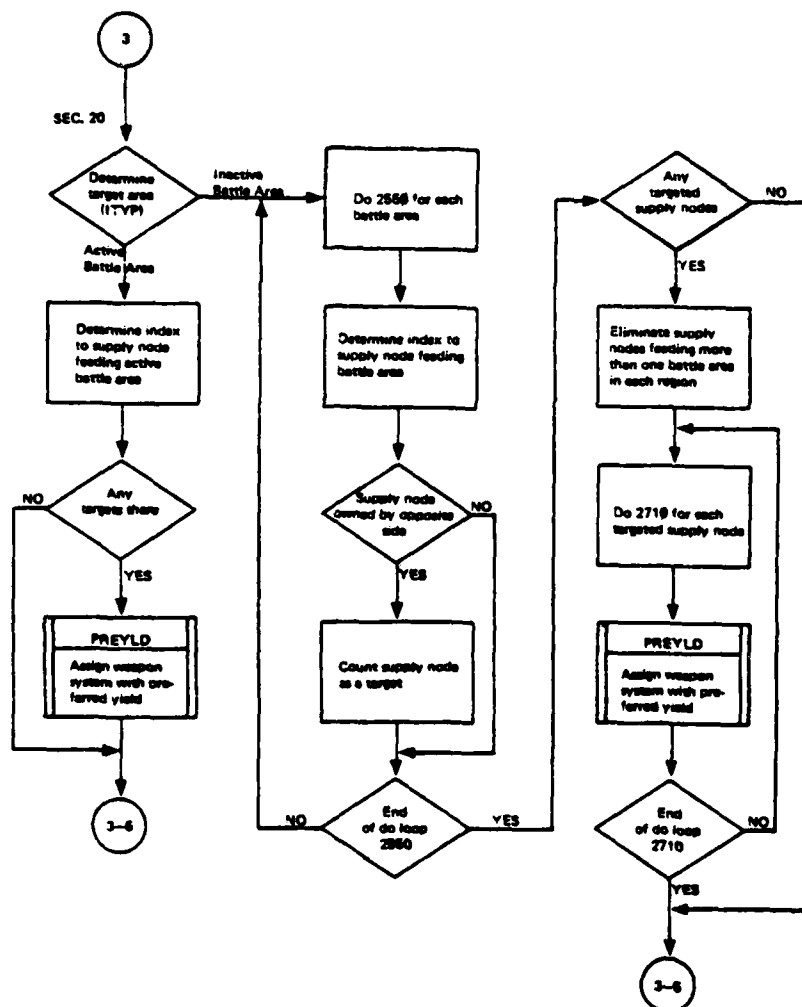 3
SEC. 20
Determine
target area
(ITYP)
Inactive
Battle Area
Active
Battle Area
Determine index
to supply node
feeding active
battle area
NO
Any
targets there
YES
PREYLD
Assign weapon
system with pre-
ferred yield
3-6
Do 2550 for each
battle area
Determine index to
supply node feeding
battle area
Supply node
owned by opposite
side
NO
YES
Count supply node
as a target
NO
End
of do loop
YES
Any
targeted
supply nodes
NO
YES
Eliminate supply
nodes feeding more
than one battle area
in each region
Do 2710 for each
targeted supply node
PREYLD
Assign weapon
system with pre-
ferred yield
End
of do loop
2710
NO
YES
3-6